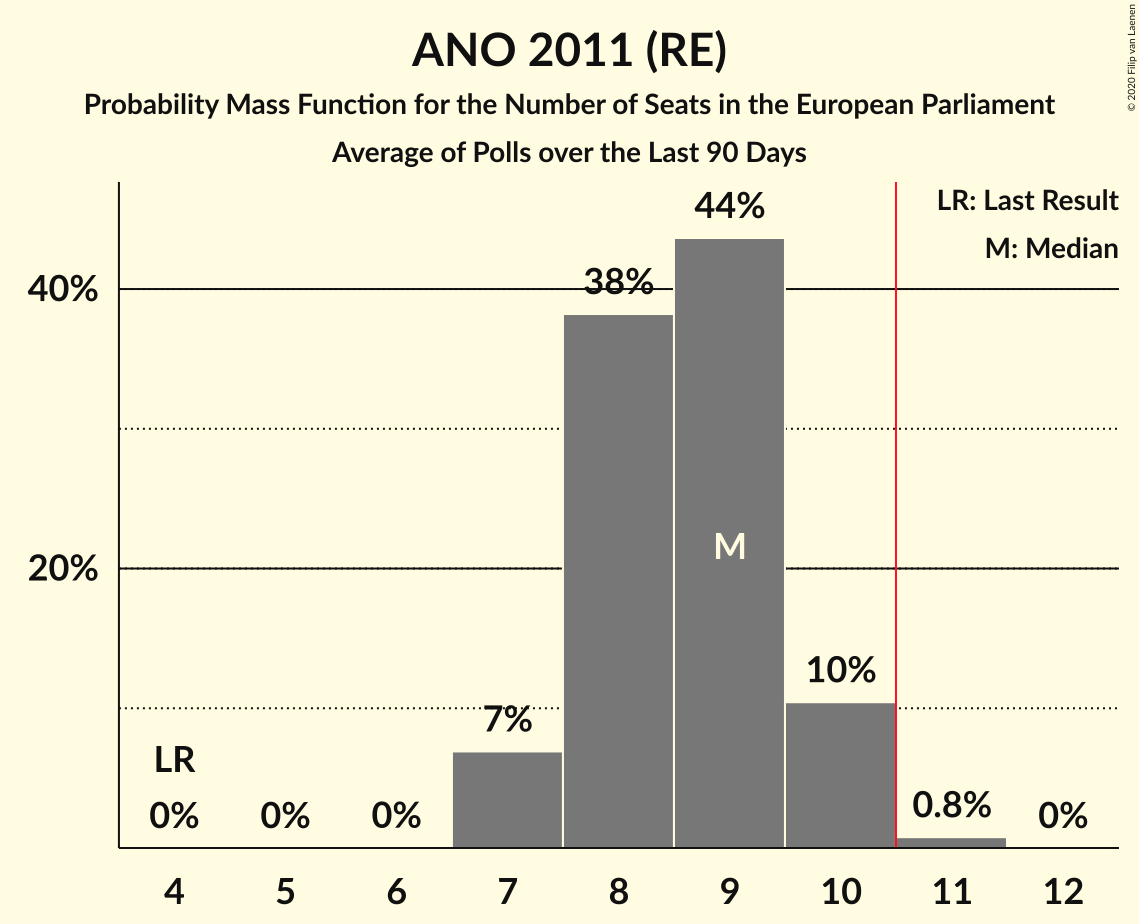 ANO 2011 (RE)
Probability Mass Function for the Number of Seats in the European Parliament
Average of Polls over the Last 90 Days
© 2020 Filip van Laenen
LR: Last Result
M: Median
44%
38%
40%
M
20%
10%
7%
LR
0%
0%
0%
0.8%
0%
4 5 6 7 8 9 10 11 12